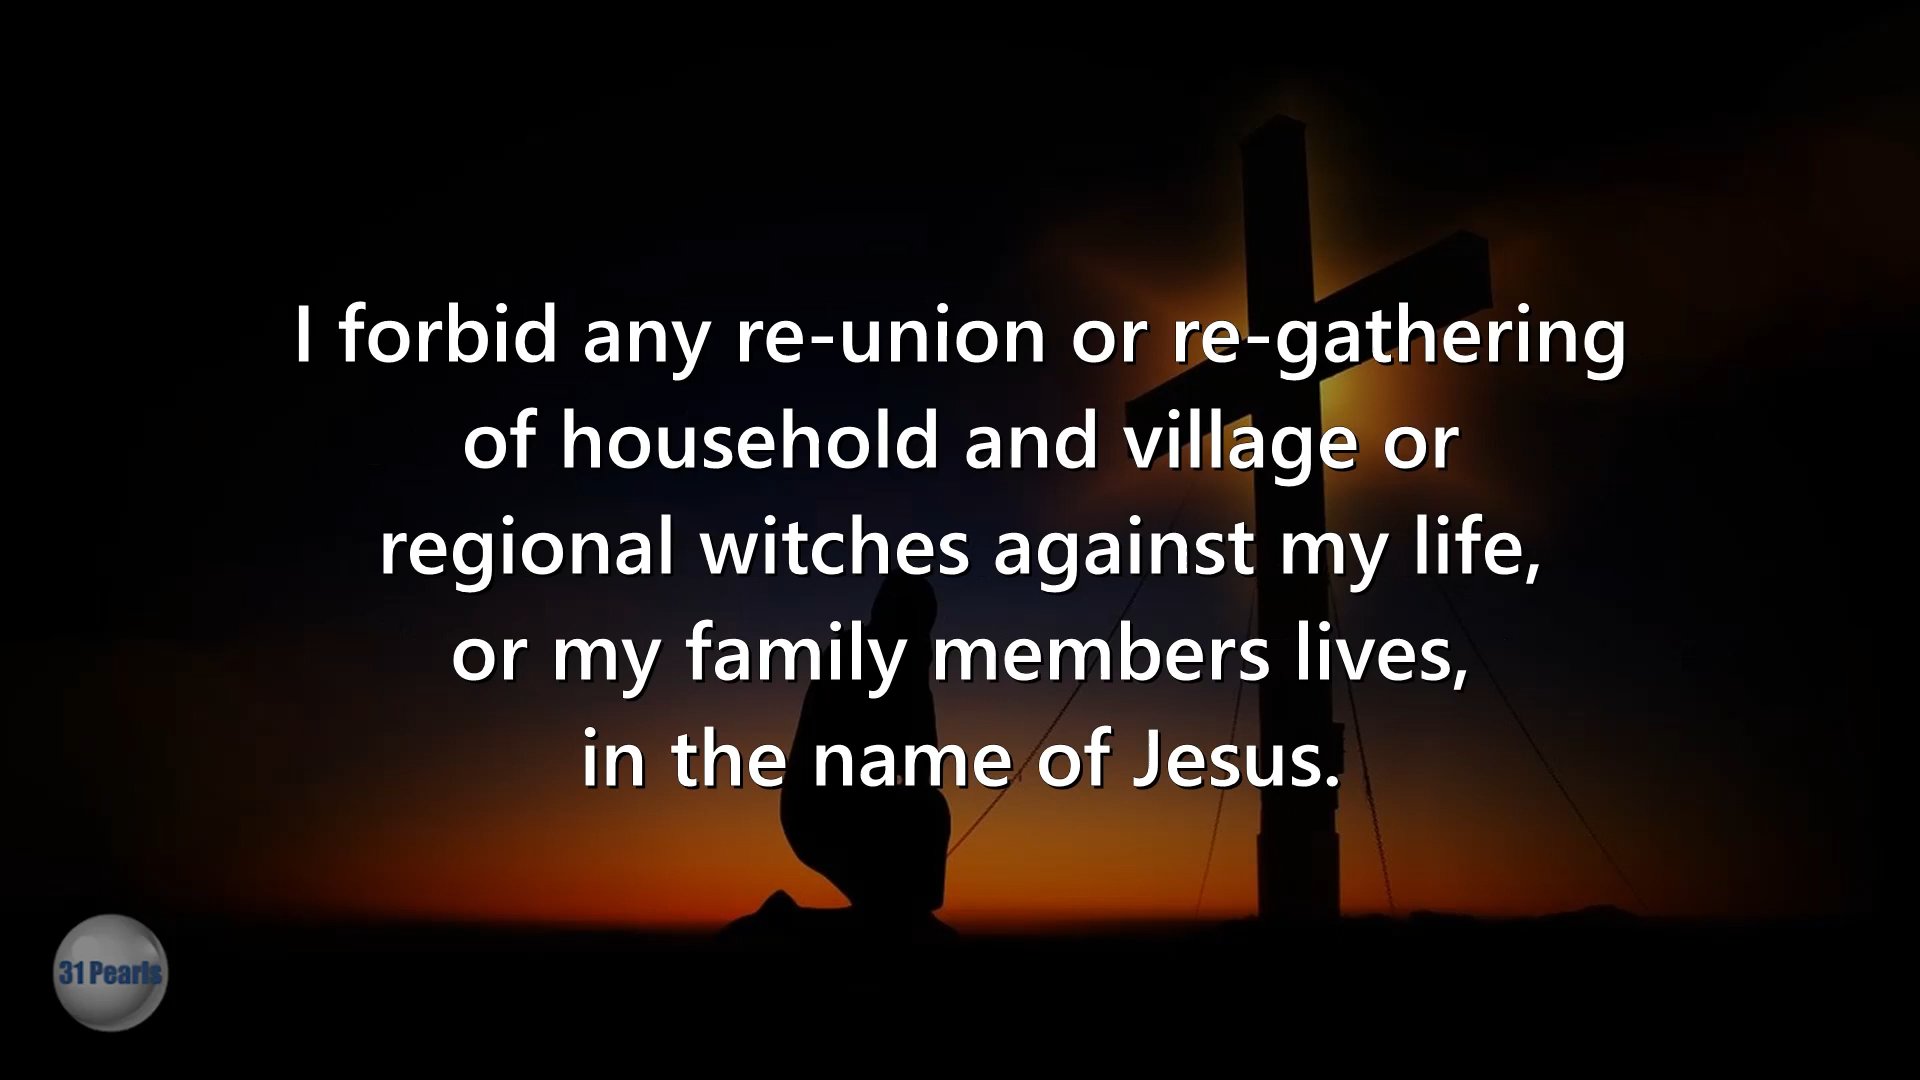 I forbid any re-union or re-gathering
of household and village or
regional witches against my life,
or my family members lives,
in the name of Jesus.
31 Pearls